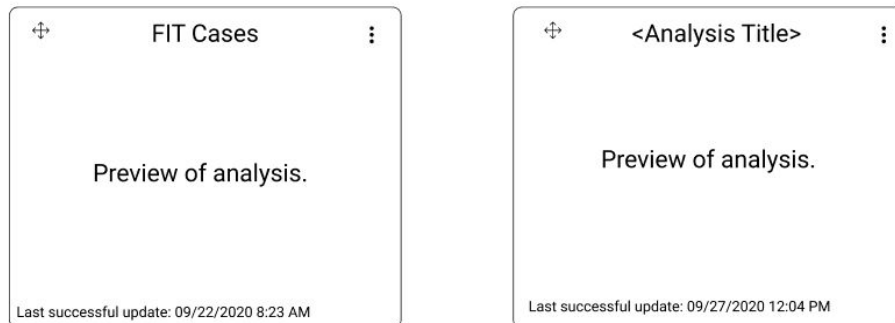 FIT Cases
Preview of analysis.
Last successful update: 09/22/2020 8:23 AM
<Analysis Title>
Preview of analysis.
Last successful update: 09/27/2020 12:04 PM